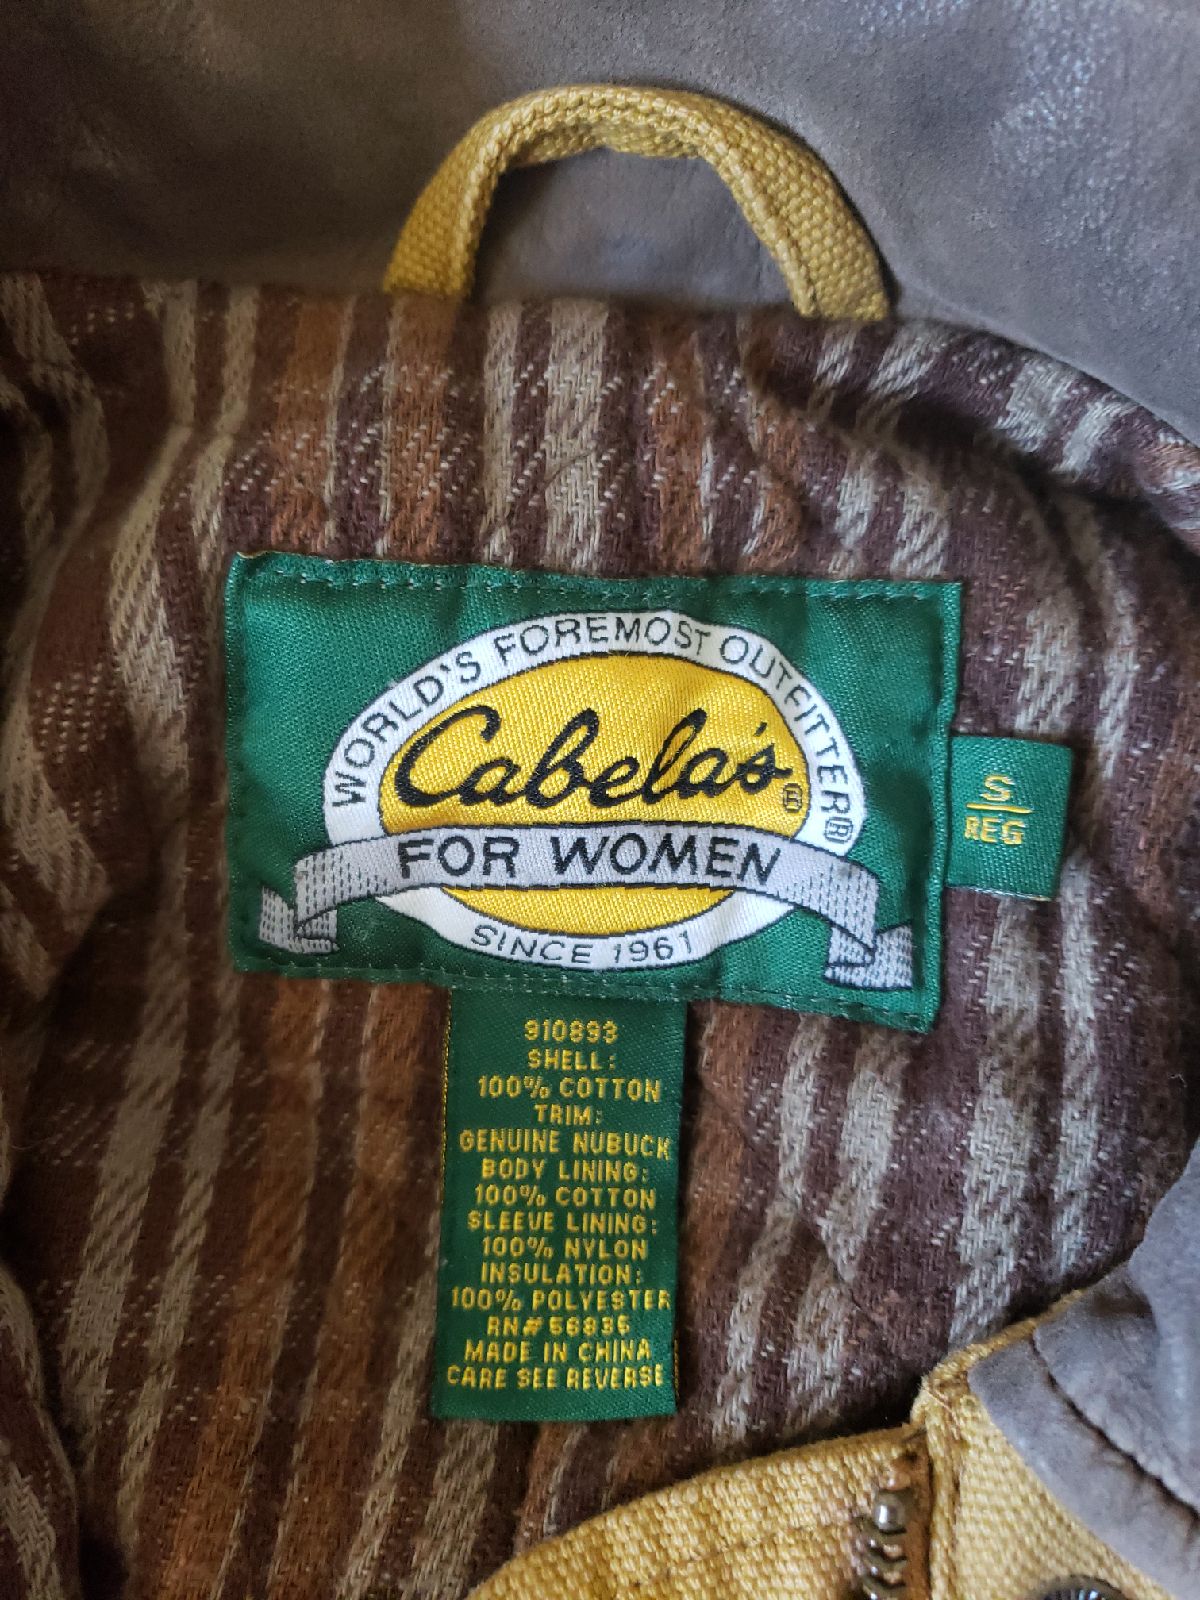 WORLD'S FOREMOST OUTFITTER®
Cabela's®
FOR WOMEN
SINCE 1961
S
REG
910893
SHELL:
100% COTTON
TRIM:
GENUINE NUBUCK
BODY LINING:
100% COTTON
SLEEVE LINING:
100% NYLON
INSULATION:
100% POLYESTER
RN# 56835
MADE IN CHINA
CARE SEE REVERSE